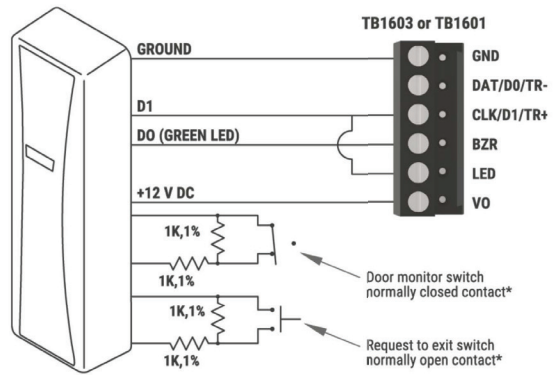 TB1603 or TB1601
GROUND
GND
DAT/D0/TR-
D1
CLK/D1/TR+
DO (GREEN LED)
BZR
LED
+12 V DC
VO
1K,1%
1K,1%
Door monitor switch
normally closed contact*
1K,1%
Request to exit switch
normally open contact*
1K,1%